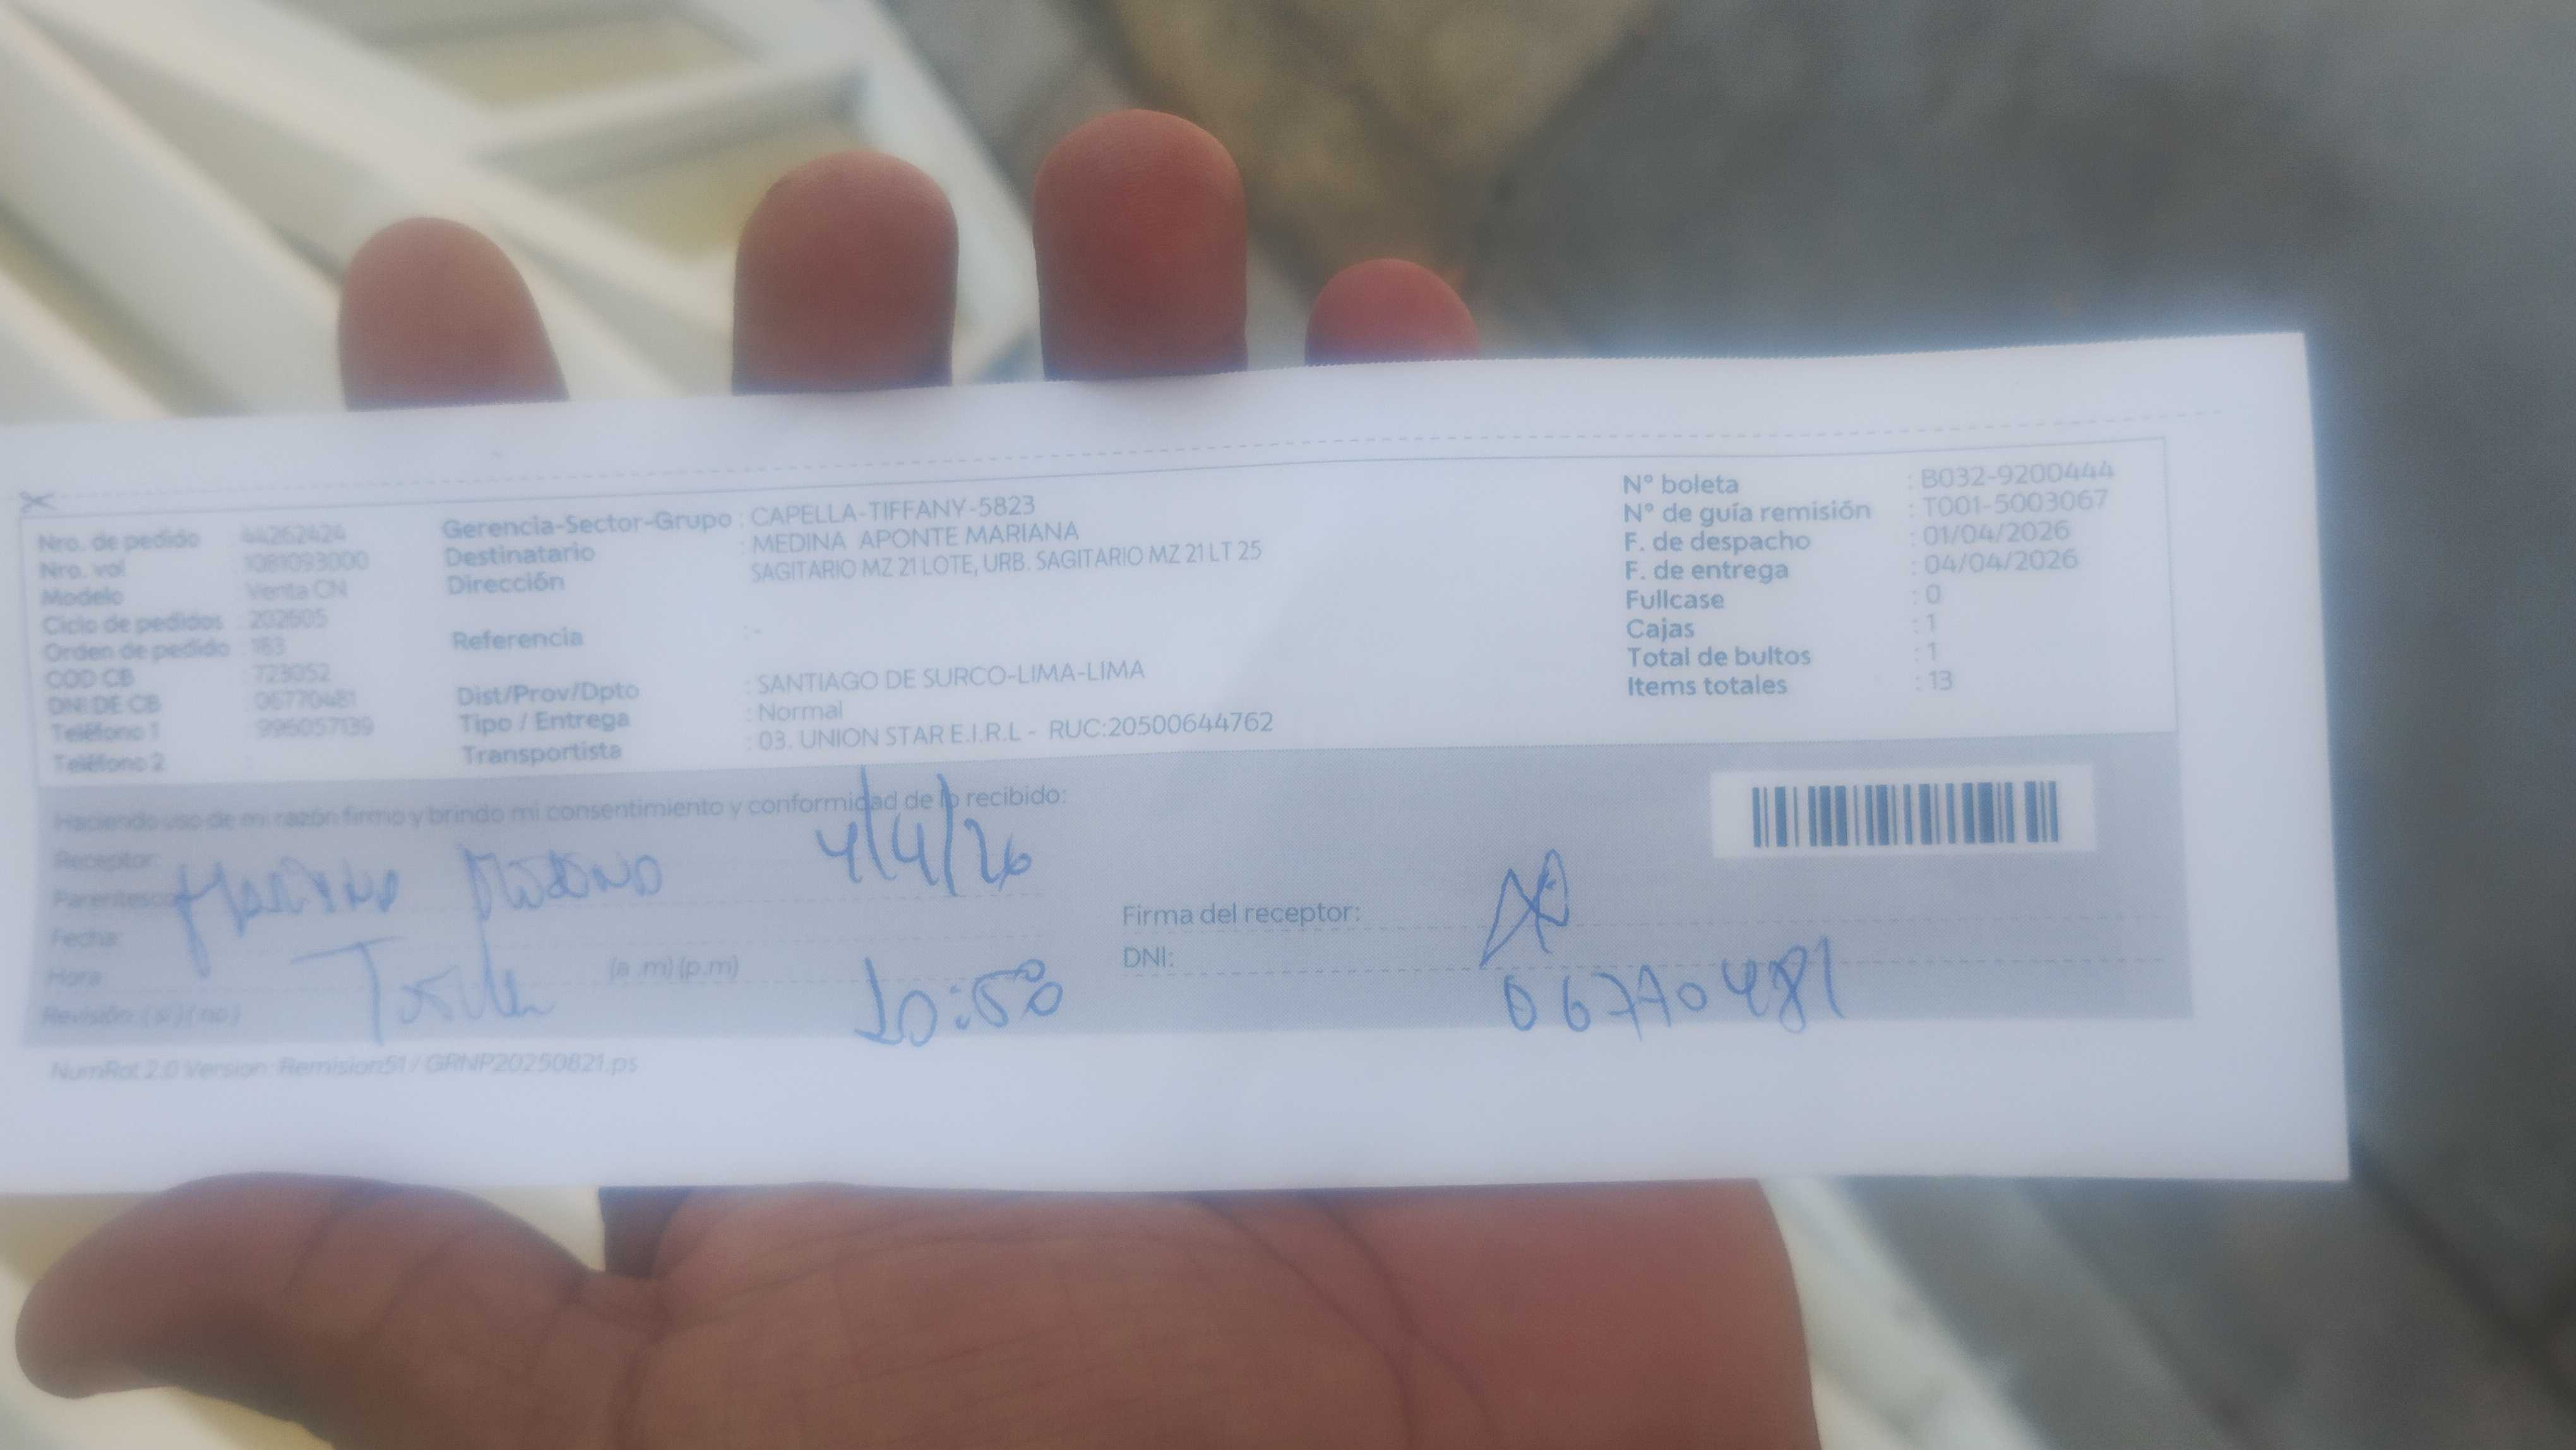 Nro. de pedido : 44262424
Nro. vol : 1081093000
Modelo : Venta CN
Ciclo de pedidos : 202605
Orden de pedido : 183
COD CB : 723052
DNI DE CB : 06770481
Teléfono 1 : 996057139
Teléfono 2 :
Gerencia-Sector-Grupo : CAPELLA-TIFFANY-5823
Destinatario : MEDINA APONTE MARIANA
Dirección : SAGITARIO MZ 21 LOTE, URB. SAGITARIO MZ 21 LT 25
Referencia : -
Dist/Prov/Dpto : SANTIAGO DE SURCO-LIMA-LIMA
Tipo / Entrega : Normal
Transportista : 03. UNION STAR E.I.R.L - RUC:20500644762
N° boleta : B032-9200444
N° de guía remisión : T001-5003067
F. de despacho : 01/04/2026
F. de entrega : 04/04/2026
Fullcase : 0
Cajas : 1
Total de bultos : 1
Items totales : 13
Haciendo uso de mi razón firmo y brindo mi consentimiento y conformidad de lo recibido:
Receptor:
Parentesco
4/4/26
Fecha:
Hora (a .m) (p.m) 10:50
Revisión: ( si ) ( no )
Firma del receptor:
DNI: 06770481
NumRot 2.0 Version :Remision51 / GRNP20250821.ps